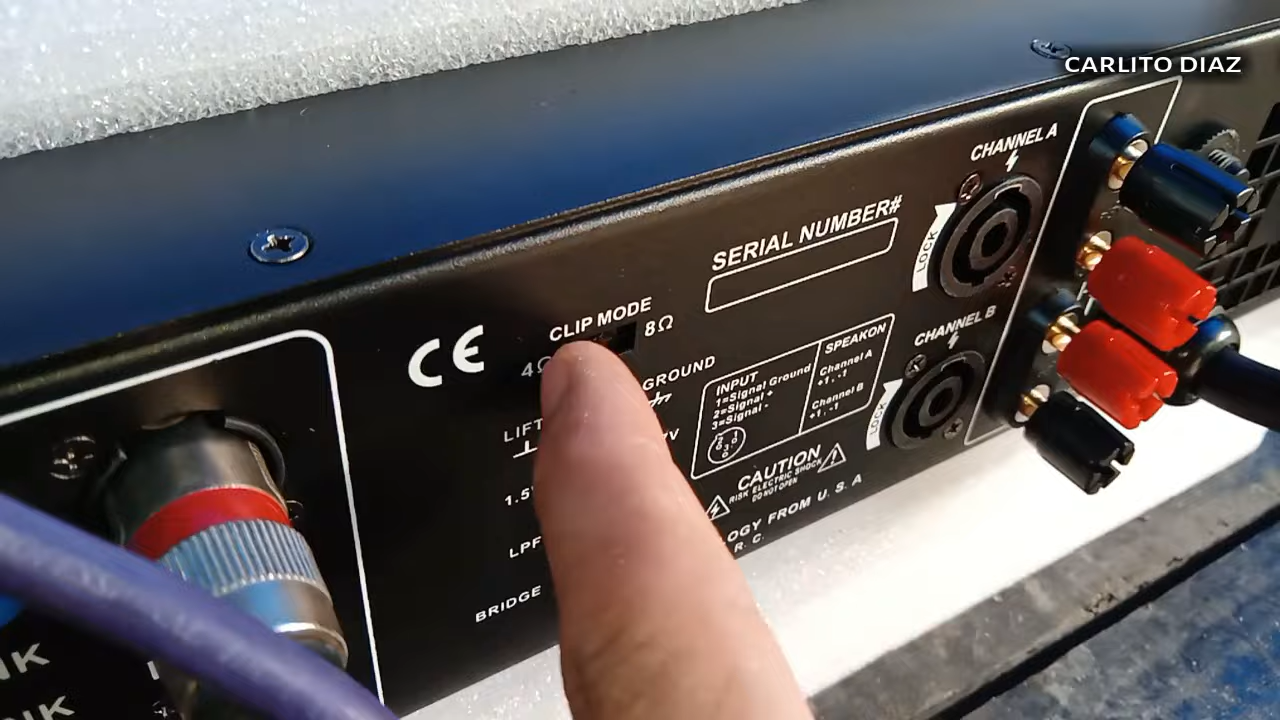 CARLITO DIAZ
CHANNEL A
LOCK
SERIAL NUMBER#
CLIP MODE
4Ω 8Ω
CE
CHANNEL B
LOCK
GROUND
LIFT
INPUT
1=Signal Ground
2=Signal +
3=Signal -
SPEAKON
Channel A
+1, -1
Channel B
+1, -1
LPF
BRIDGE
CAUTION
RISK ELECTRIC SHOCK
DO NOT OPEN
OGY FROM U.S.A
R.C.
NK
NK